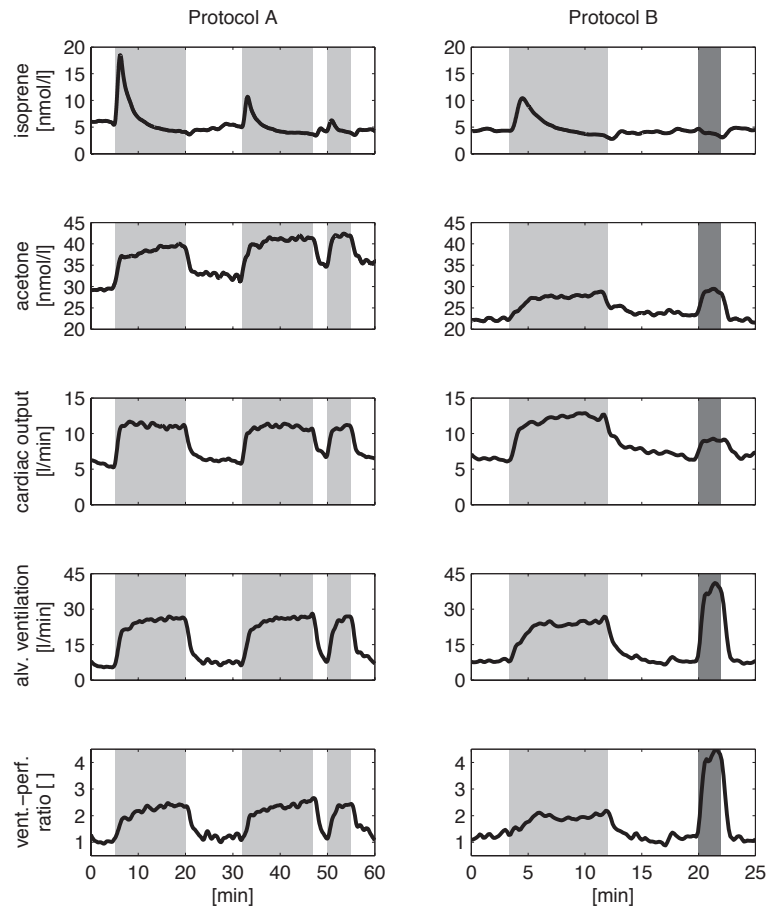 Protocol A
Protocol B
isoprene
[nmol/l]
20
15
10
5
0
20
15
10
5
0
acetone
[nmol/l]
45
40
35
30
25
20
45
40
35
30
25
20
cardiac output
[l/min]
15
10
5
0
15
10
5
0
alv. ventilation
[l/min]
45
30
15
0
45
30
15
0
vent.-perf.
ratio [ ]
4
3
2
1
4
3
2
1
0 10 20 30 40 50 60
0 5 10 15 20 25
[min]
[min]